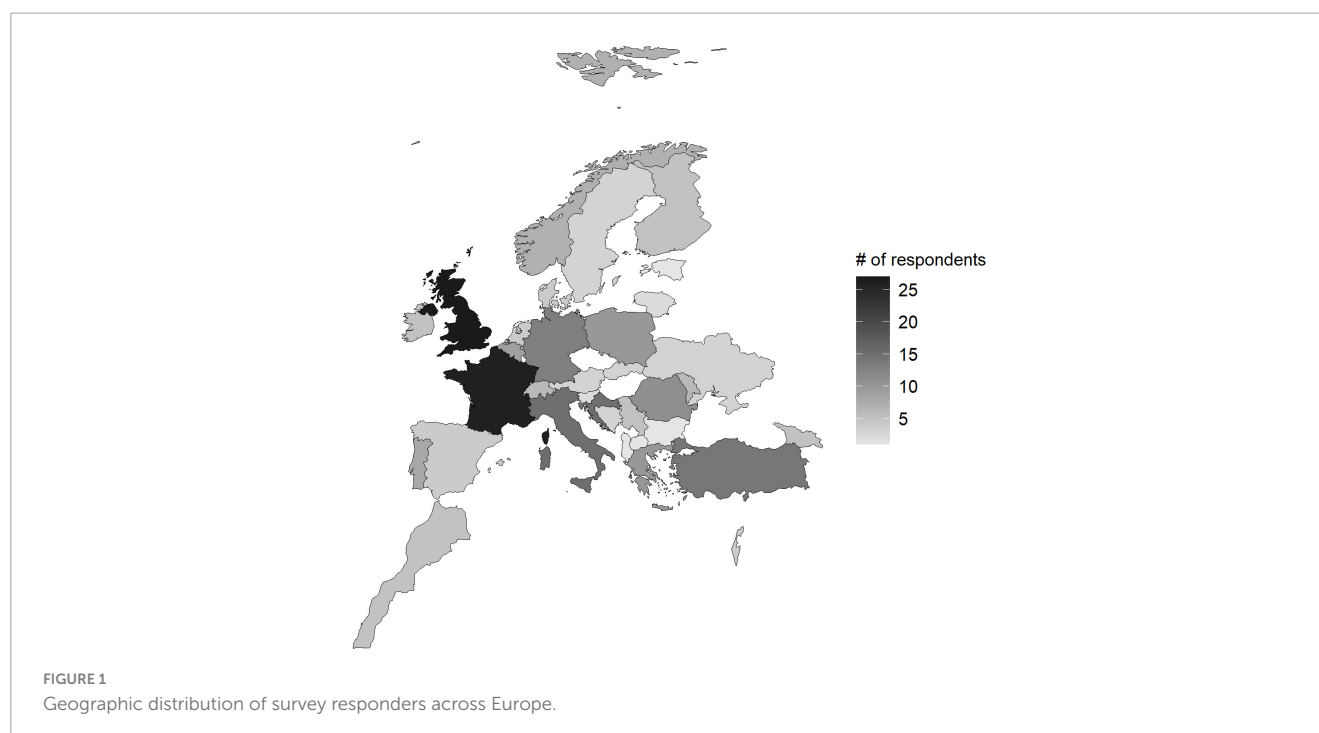 # of respondents
25
20
15
10
5
FIGURE 1
Geographic distribution of survey responders across Europe.